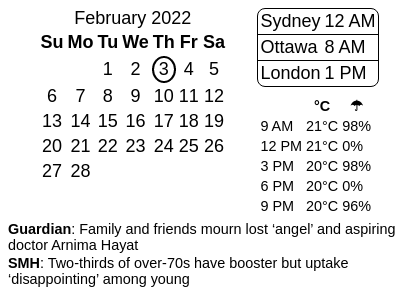 February 2022
Su Mo Tu We Th Fr Sa
1 2 3 4 5
6 7 8 9 10 11 12
13 14 15 16 17 18 19
20 21 22 23 24 25 26
27 28
Sydney 12 AM
Ottawa 8 AM
London 1 PM
°C ☂
9 AM 21°C 98%
12 PM 21°C 0%
3 PM 20°C 98%
6 PM 20°C 0%
9 PM 20°C 96%
Guardian: Family and friends mourn lost ‘angel’ and aspiring
doctor Arnima Hayat
SMH: Two-thirds of over-70s have booster but uptake
‘disappointing’ among young